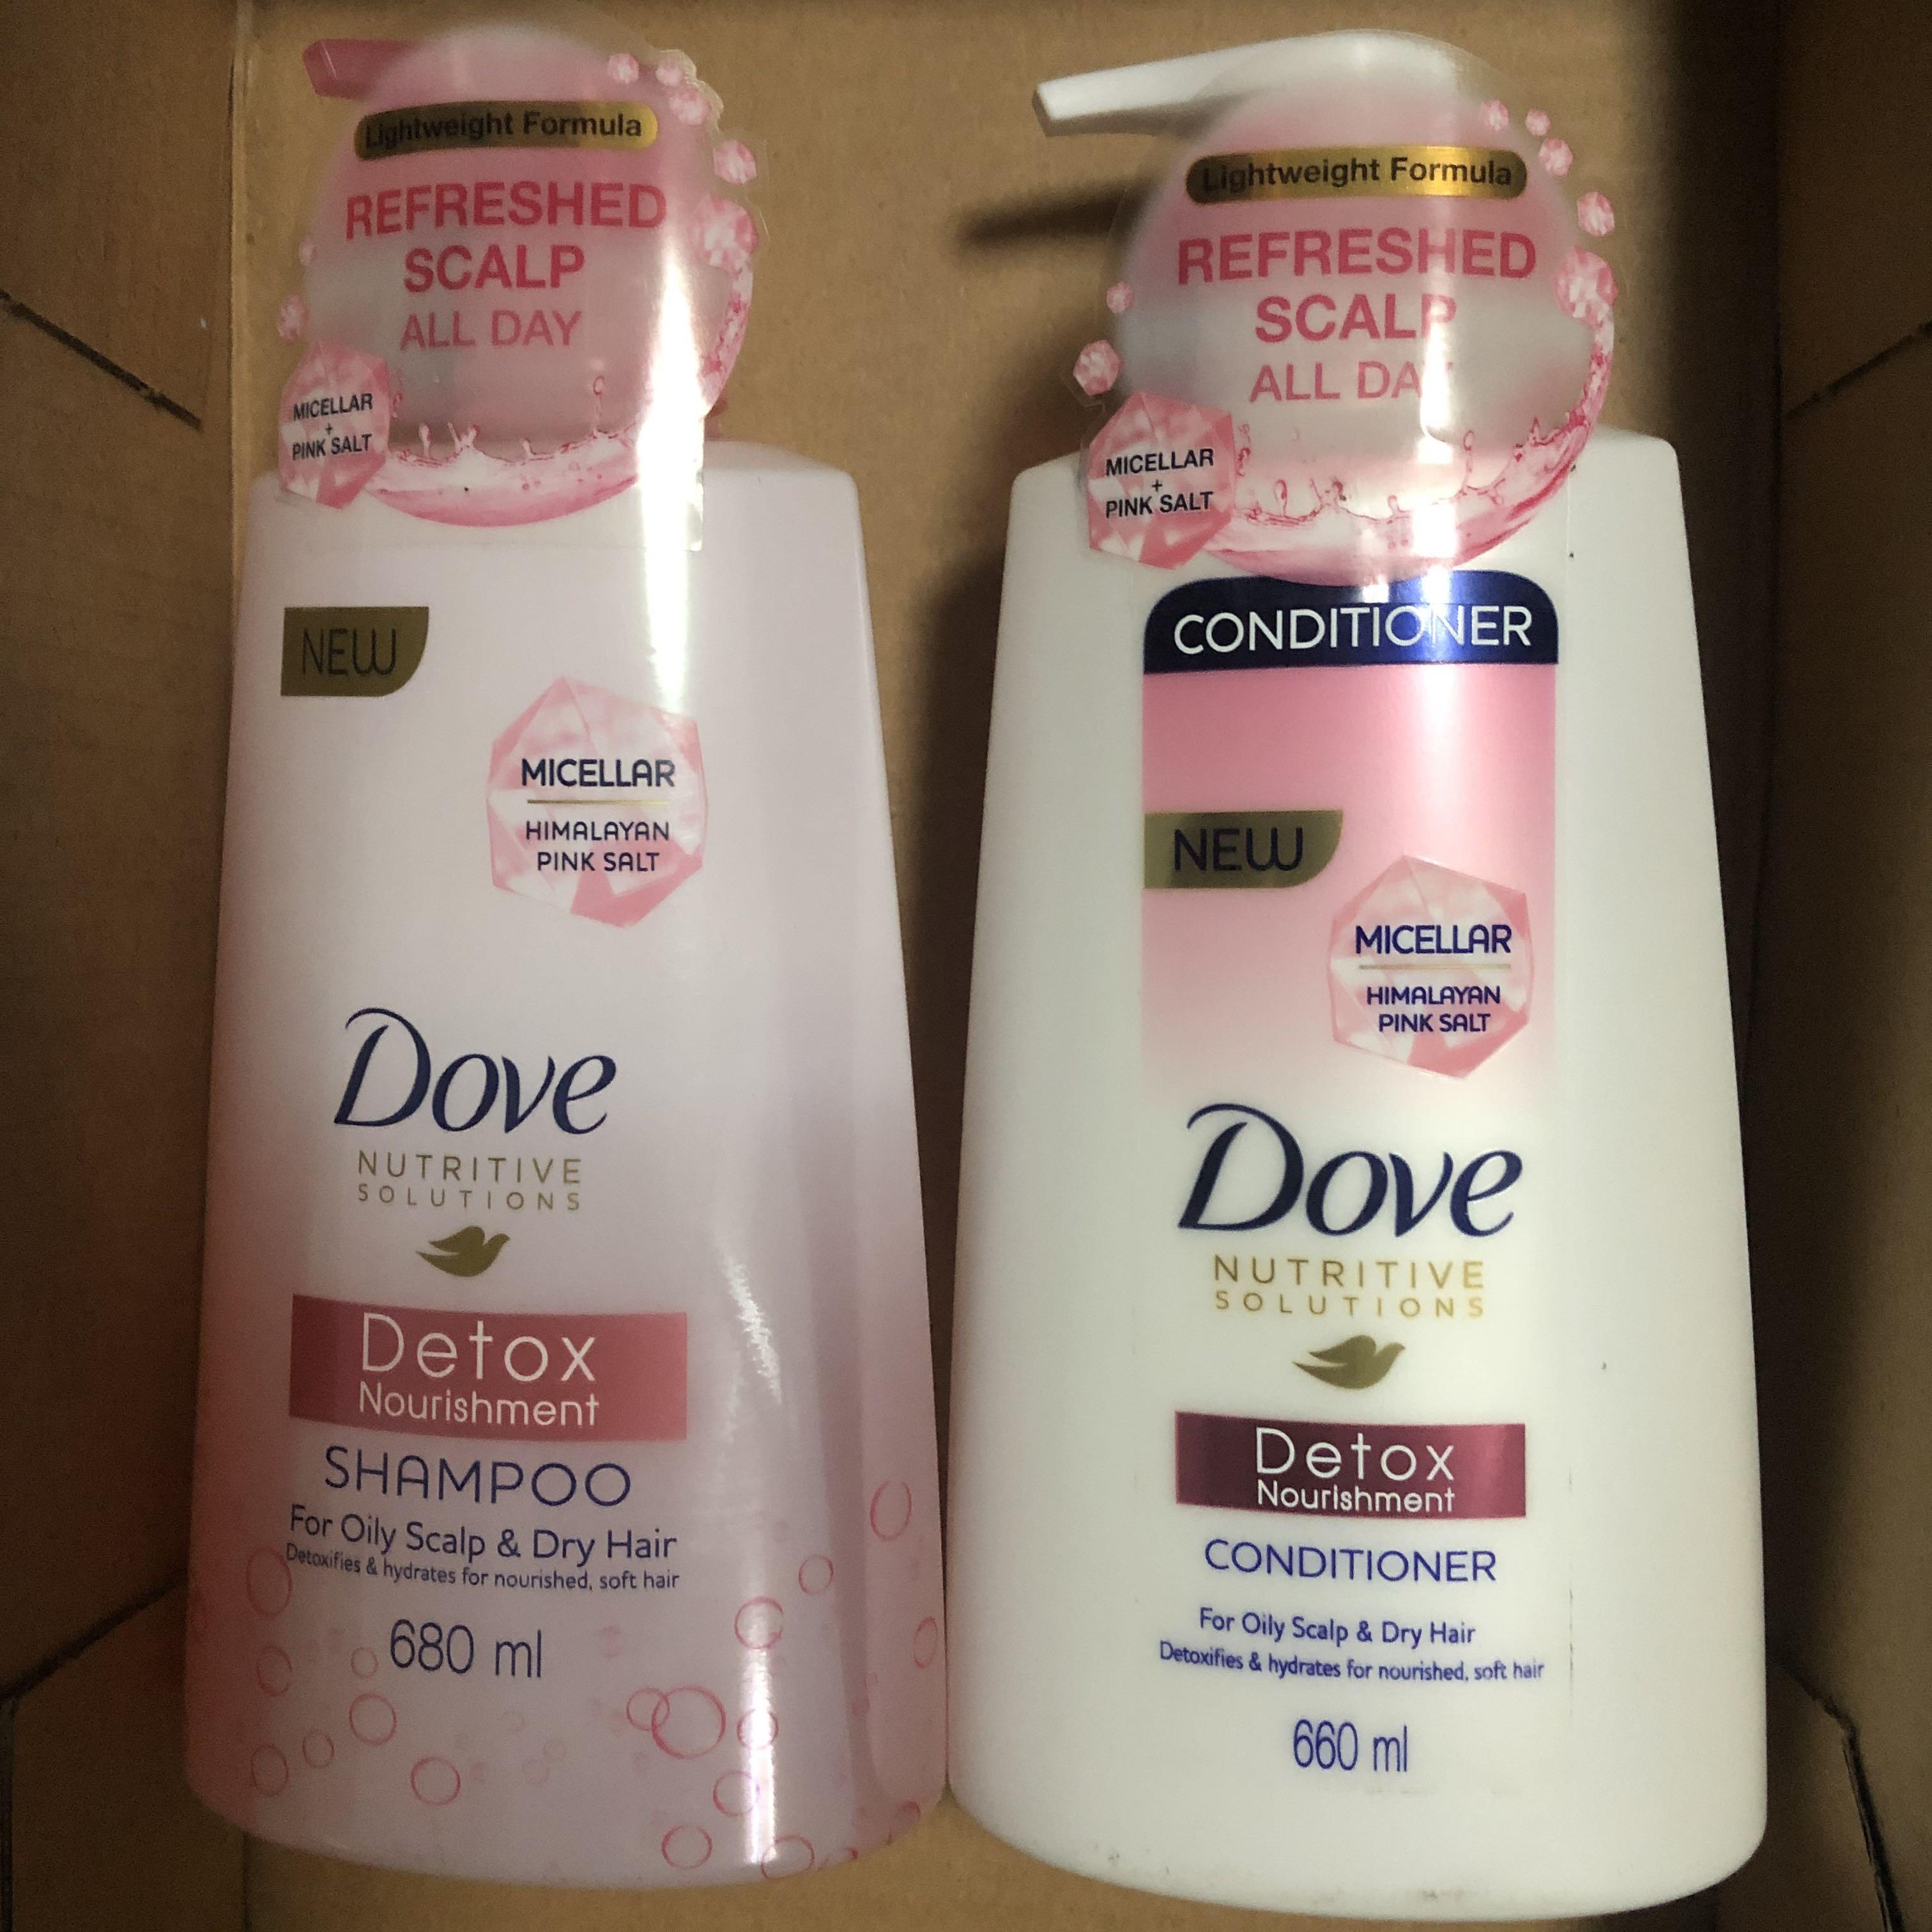 Lightweight Formula
REFRESHED
SCALP
ALL DAY
MICELLAR
+
PINK SALT
NEW
MICELLAR
HIMALAYAN
PINK SALT
Dove
NUTRITIVE
SOLUTIONS
Detox
Nourishment
SHAMPOO
For Oily Scalp & Dry Hair
Detoxifies & hydrates for nourished, soft hair
680 ml
Lightweight Formula
REFRESHED
SCALP
ALL DAY
MICELLAR
+
PINK SALT
CONDITIONER
NEW
MICELLAR
HIMALAYAN
PINK SALT
Dove
NUTRITIVE
SOLUTIONS
Detox
Nourishment
CONDITIONER
For Oily Scalp & Dry Hair
Detoxifies & hydrates for nourished, soft hair
660 ml